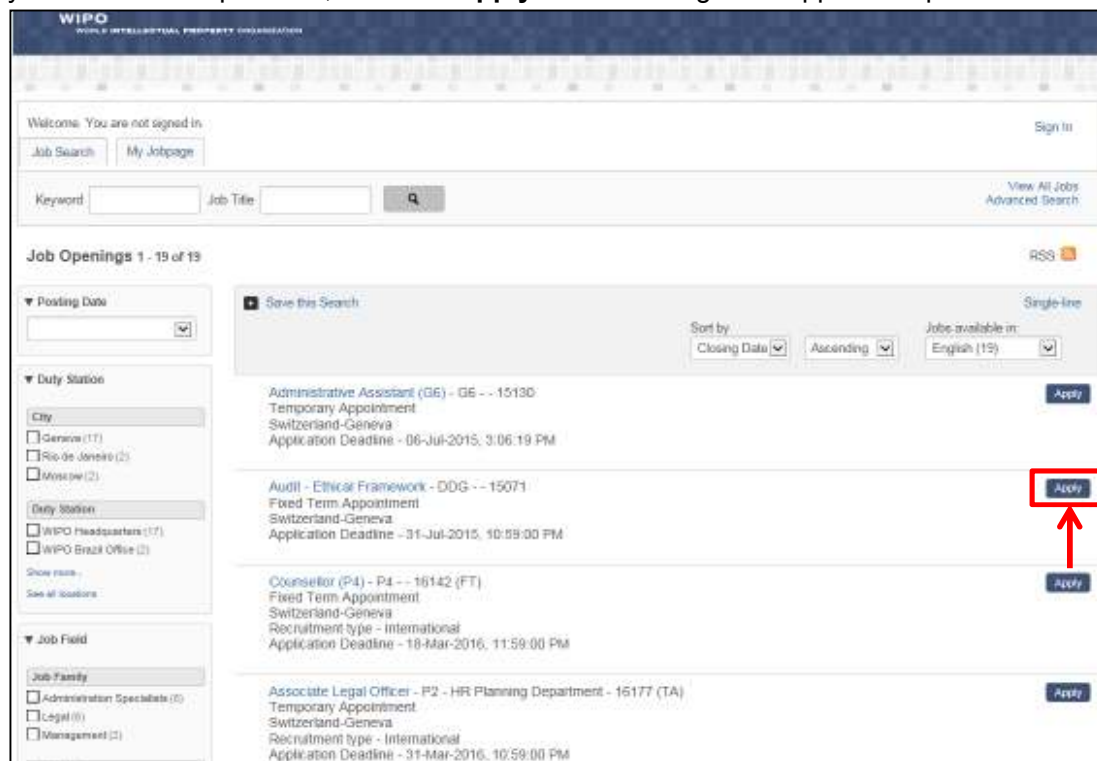 WIPO
WORLD INTELLECTUAL PROPERTY ORGANIZATION
Welcome. You are not signed in.
Sign In
Job Search
My Jobpage
Keyword
Job Title
View All Jobs
Advanced Search
Job Openings 1 - 19 of 19
RSS
Posting Date
Save this Search
Single-line
Sort by
Closing Date
Ascending
Jobs available in:
English (19)
Duty Station
City
Geneva (17)
Rio de Janeiro (2)
Moscow (2)
Duty Station
WIPO Headquarters (17)
WIPO Brazil Office (2)
Show more...
See all locations
Job Field
Job Family
Administration Specialists (6)
Legal (6)
Management (2)
Administrative Assistant (G6) - G6 - - 15130
Apply
Temporary Appointment
Switzerland-Geneva
Application Deadline - 06-Jul-2015, 3:06:19 PM
Audit - Ethical Framework - DDG - - 15071
Apply
Fixed Term Appointment
Switzerland-Geneva
Application Deadline - 31-Jul-2015, 10:59:00 PM
Counsellor (P4) - P4 - - 16142 (FT)
Apply
Fixed Term Appointment
Switzerland-Geneva
Recruitment type - International
Application Deadline - 18-Mar-2016, 11:59:00 PM
Associate Legal Officer - P2 - HR Planning Department - 16177 (TA)
Apply
Temporary Appointment
Switzerland-Geneva
Recruitment type - International
Application Deadline - 31-Mar-2016, 10:59:00 PM